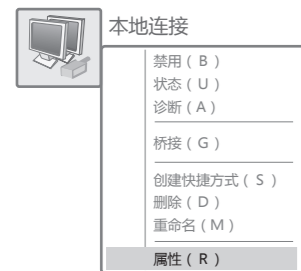 本地连接
禁用 ( B )
状态 ( U )
诊断 ( A )
桥接 ( G )
创建快捷方式 ( S )
删除 ( D )
重命名 ( M )
属性 ( R )